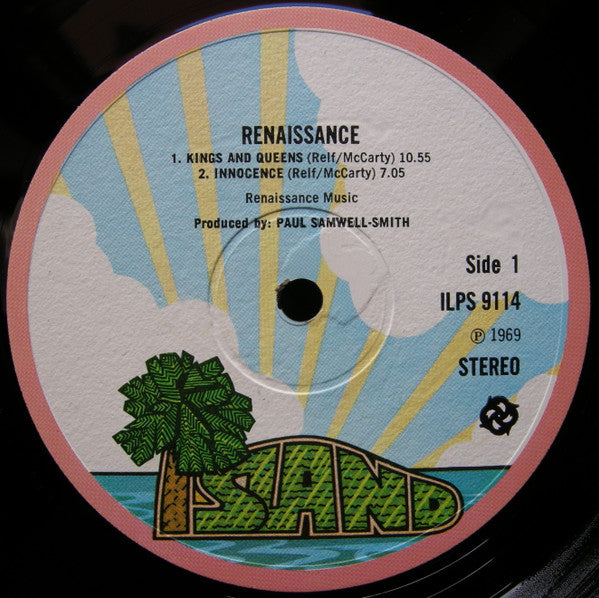 RENAISSANCE
1. KINGS AND QUEENS (Relf/McCarty) 10.55
2. INNOCENCE (Relf/McCarty) 7.05
Renaissance Music
Produced by: PAUL SAMWELL-SMITH
Side 1
ILPS 9114
℗ 1969
STEREO
ISLAND